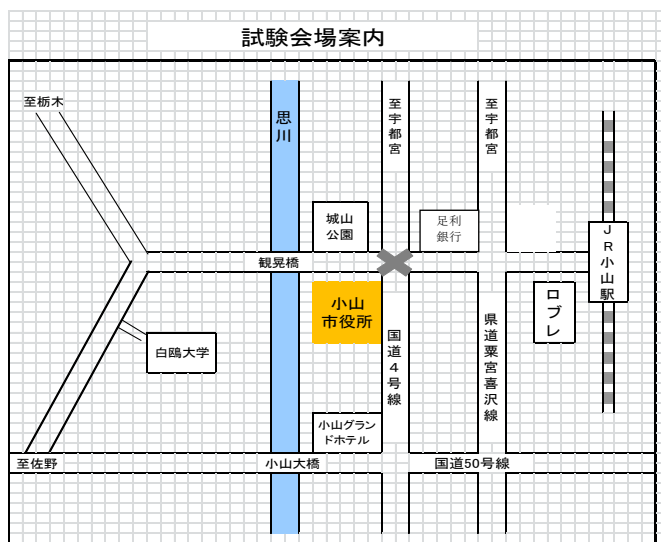 試験会場案内
至栃木
思川
至宇都宮
至宇都宮
城山
公園
足利
銀行
JR小山駅
観晃橋
小山
市役所
ロブレ
国道4号線
県道粟宮喜沢線
白鴎大学
小山グラン
ドホテル
至佐野
小山大橋
国道50号線